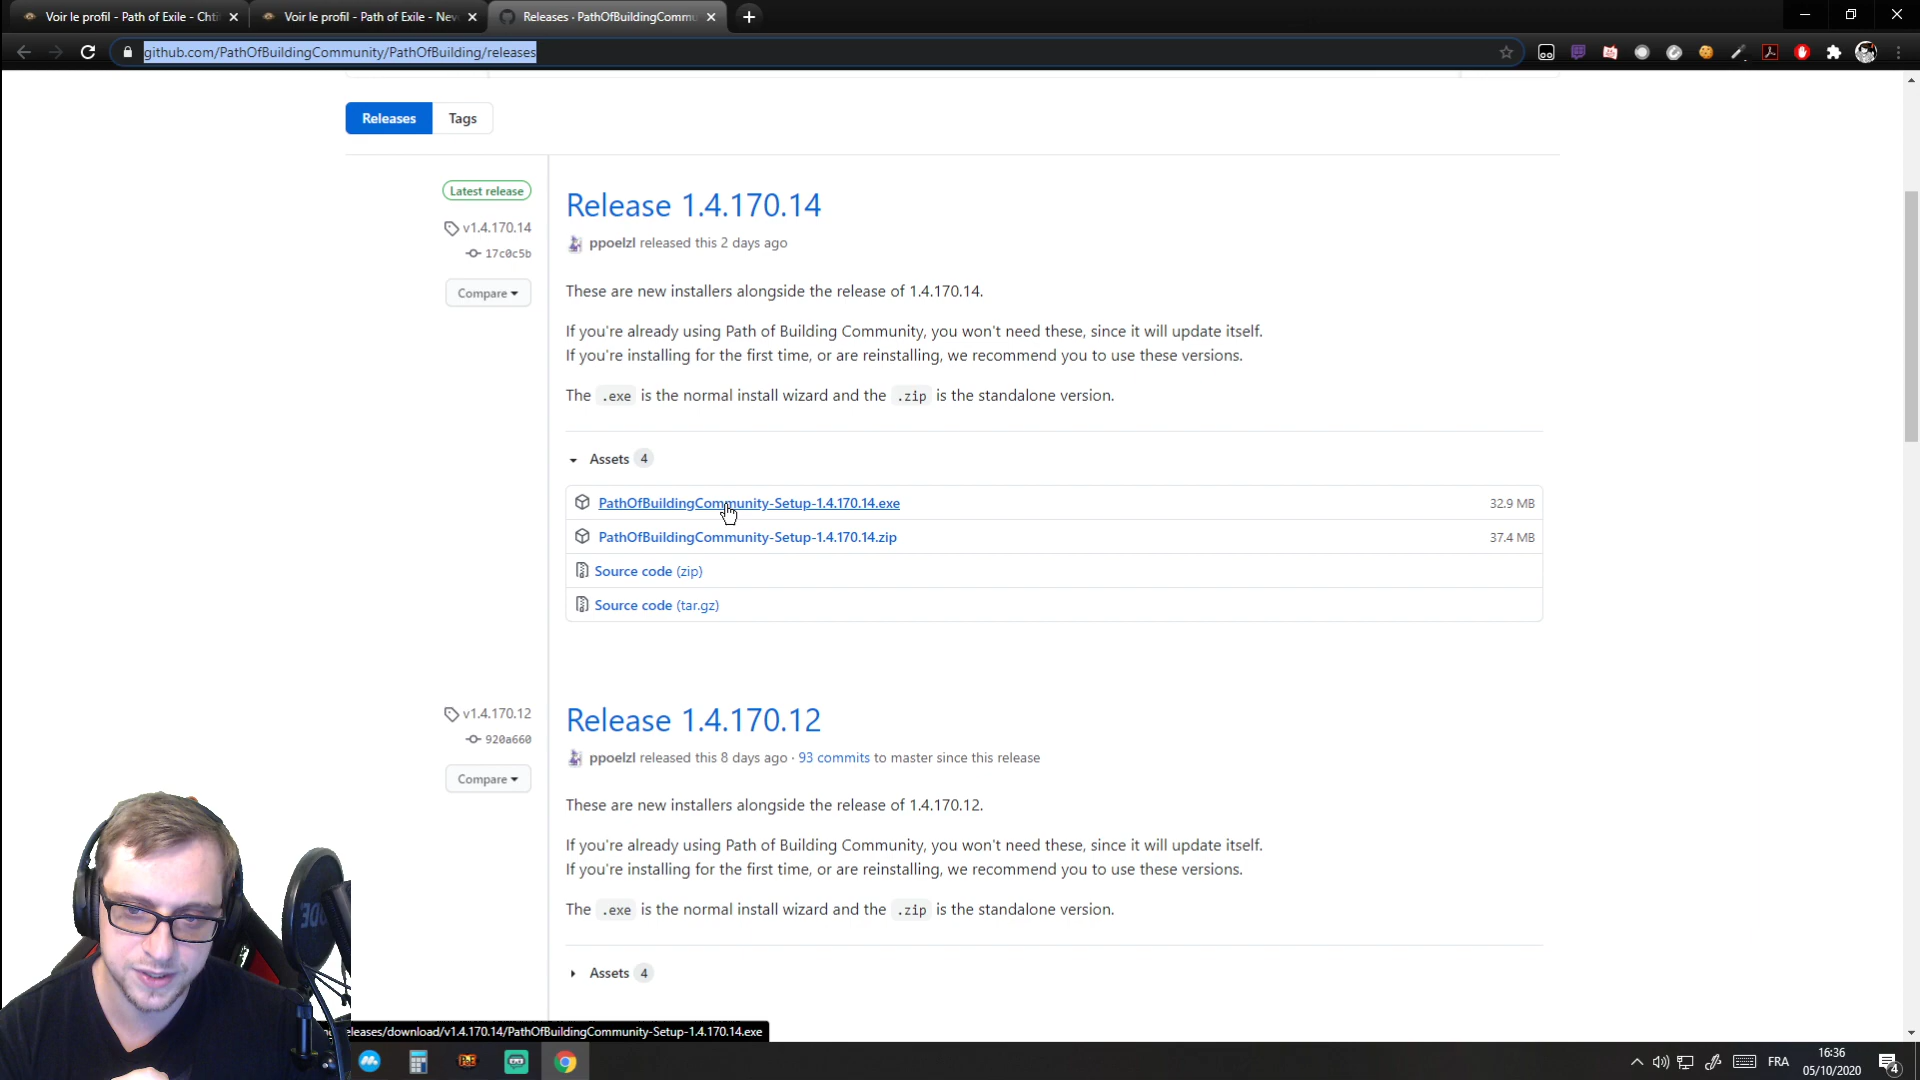 Voir le profil - Path of Exile - Chti
Voir le profil - Path of Exile - Nev
Releases · PathOfBuildingCommu
github.com/PathOfBuildingCommunity/PathOfBuilding/releases
Releases
Tags
Latest release
v1.4.170.14
17c0c5b
Compare
Release 1.4.170.14
ppoelzl released this 2 days ago
These are new installers alongside the release of 1.4.170.14.
If you're already using Path of Building Community, you won't need these, since it will update itself.
If you're installing for the first time, or are reinstalling, we recommend you to use these versions.
The .exe is the normal install wizard and the .zip is the standalone version.
Assets 4
PathOfBuildingCommunity-Setup-1.4.170.14.exe 32.9 MB
PathOfBuildingCommunity-Setup-1.4.170.14.zip 37.4 MB
Source code (zip)
Source code (tar.gz)
v1.4.170.12
920a660
Compare
Release 1.4.170.12
ppoelzl released this 8 days ago · 93 commits to master since this release
These are new installers alongside the release of 1.4.170.12.
If you're already using Path of Building Community, you won't need these, since it will update itself.
If you're installing for the first time, or are reinstalling, we recommend you to use these versions.
The .exe is the normal install wizard and the .zip is the standalone version.
Assets 4
eleases/download/v1.4.170.14/PathOfBuildingCommunity-Setup-1.4.170.14.exe
FRA
16:36
05/10/2020
4